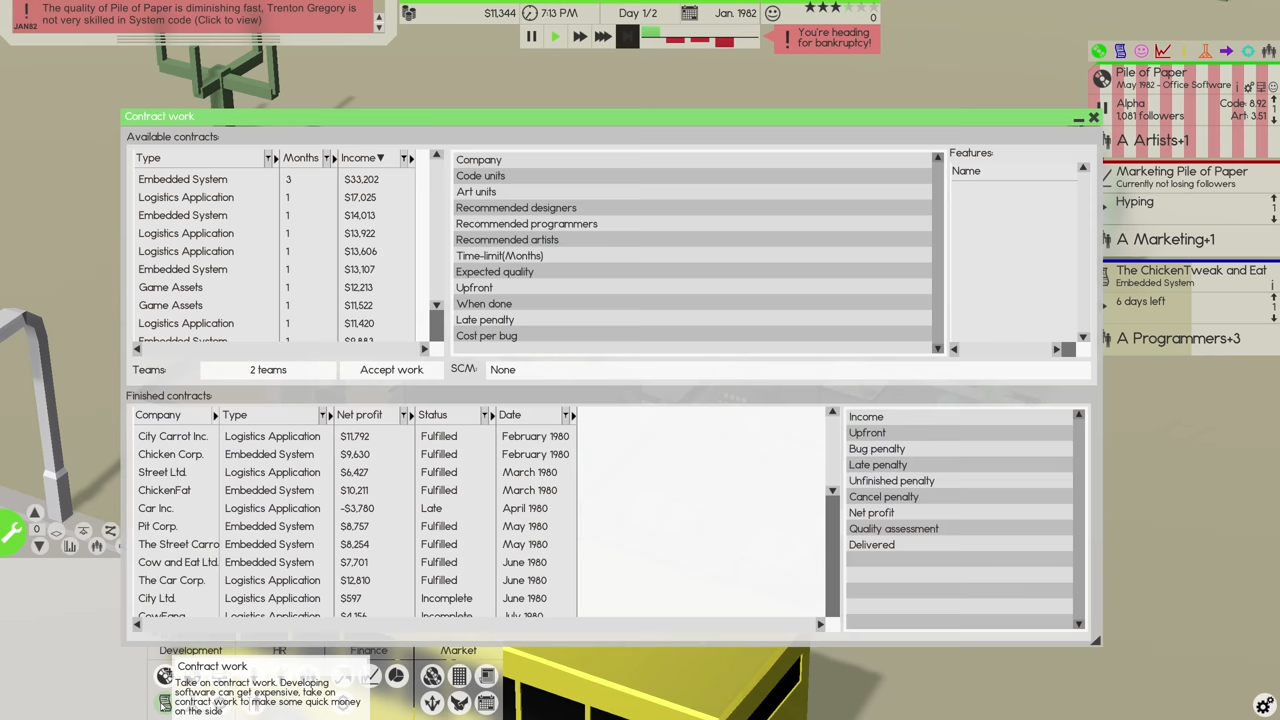 The quality of Pile of Paper is diminishing fast, Trenton Gregory is
not very skilled in System code (Click to view)
JAN82
$11,344
7:13 PM
Day 1/2
Jan. 1982
0
You're heading
for bankruptcy!
Pile of Paper
May 1982 - Office Software
Alpha
Code: 8.92
1,081 followers
Art: 3.51
A Artists+1
Marketing Pile of Paper
Currently not losing followers
Hyping
1
A Marketing+1
The ChickenTweak and Eat
Embedded System
6 days left
1
A Programmers+3
Contract work
Available contracts:
Type Months Income▼
Embedded System 3 $33,202
Logistics Application 1 $17,025
Embedded System 1 $14,013
Logistics Application 1 $13,922
Logistics Application 1 $13,606
Embedded System 1 $13,107
Game Assets 1 $12,213
Game Assets 1 $11,522
Logistics Application 1 $11,420
Embedded System 1 $9,883
Company
Code units
Art units
Recommended designers
Recommended programmers
Recommended artists
Time-limit(Months)
Expected quality
Upfront
When done
Late penalty
Cost per bug
Features:
Name
Teams: 2 teams Accept work SCM: None
Finished contracts:
Company Type Net profit Status Date
City Carrot Inc. Logistics Application $11,792 Fulfilled February 1980
Chicken Corp. Embedded System $9,630 Fulfilled February 1980
Street Ltd. Logistics Application $6,427 Fulfilled March 1980
ChickenFat Embedded System $10,211 Fulfilled March 1980
Car Inc. Logistics Application -$3,780 Late April 1980
Pit Corp. Embedded System $8,757 Fulfilled May 1980
The Street Carro Embedded System $8,254 Fulfilled May 1980
Cow and Eat Ltd. Embedded System $7,701 Fulfilled June 1980
The Car Corp. Logistics Application $12,810 Fulfilled June 1980
City Ltd. Logistics Application $597 Incomplete June 1980
CowFang Logistics Application $4,156 Incomplete July 1980
Income
Upfront
Bug penalty
Late penalty
Unfinished penalty
Cancel penalty
Net profit
Quality assessment
Delivered
0
Development HR Finance Market
Contract work
Take on contract work. Developing
software can get expensive, take on
contract work to make some quick money
on the side